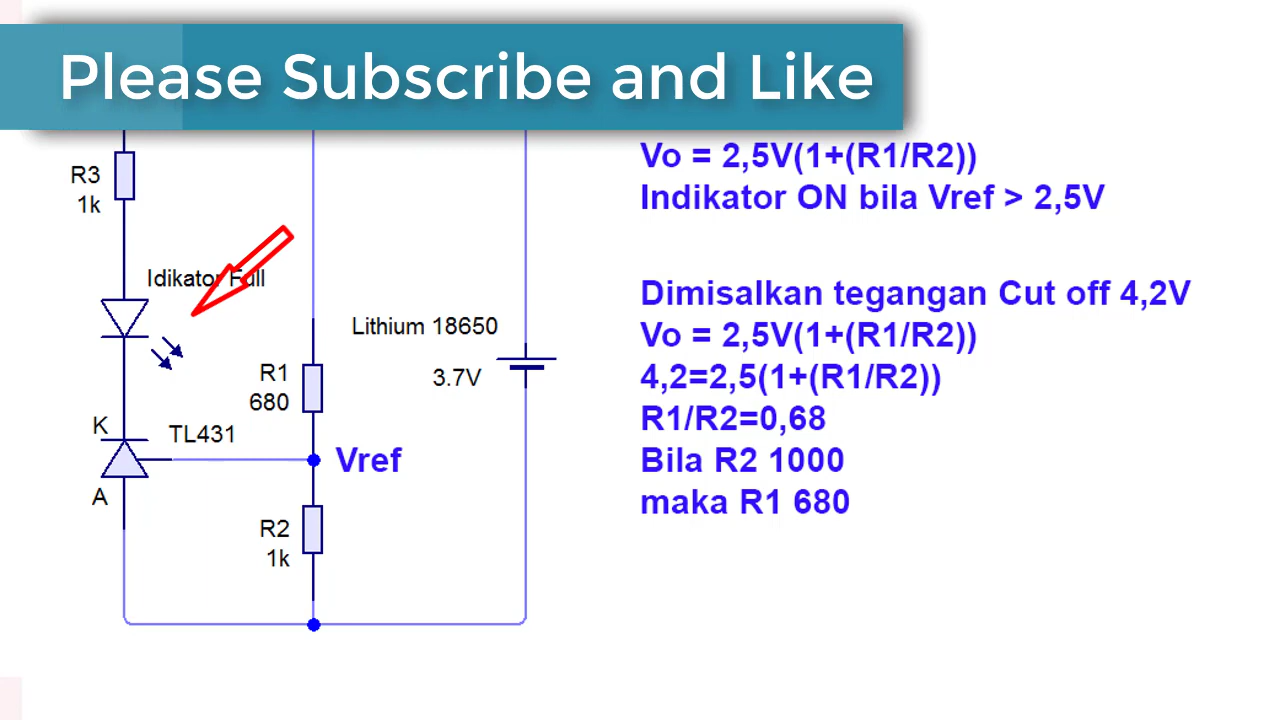 Please Subscribe and Like
Vo = 2,5V(1+(R1/R2))
Indikator ON bila Vref > 2,5V
R3
1k
Idikator Full
Dimisalkan tegangan Cut off 4,2V
Vo = 2,5V(1+(R1/R2))
4,2=2,5(1+(R1/R2))
R1/R2=0,68
Bila R2 1000
maka R1 680
Lithium 18650
3.7V
R1
680
K
TL431
Vref
A
R2
1k